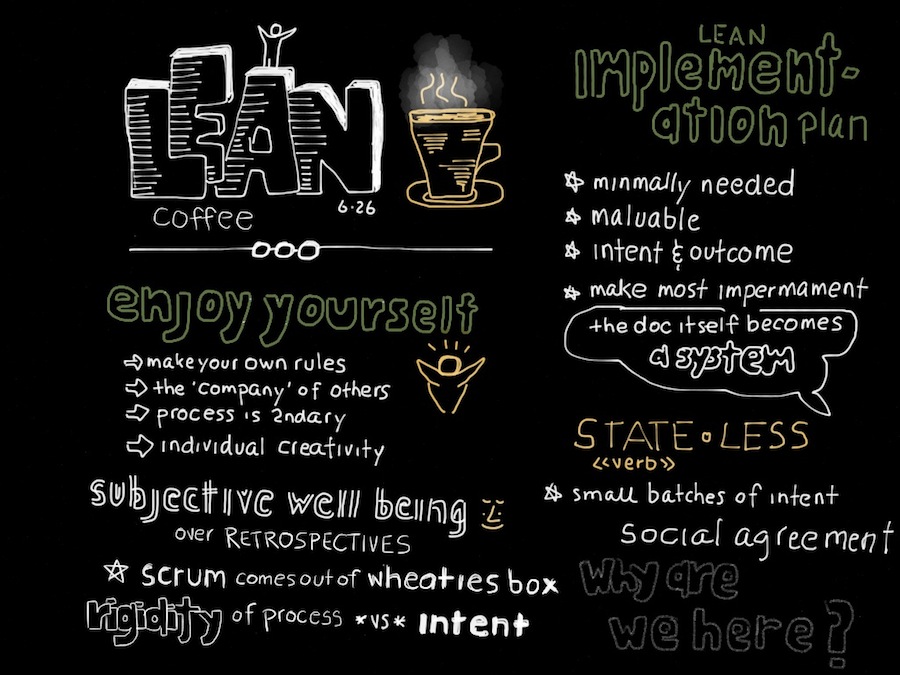 LEAN
coffee
6·26
enjoy yourself
make your own rules
the 'company' of others
process is 2ndary
individual creativity
subjective well being
over RETROSPECTIVES
scrum comes out of wheaties box
rigidity of process *vs* intent
LEAN
implement-
ation plan
minmally needed
maluable
intent & outcome
make most impermament
the doc itself becomes
a system
STATE·LESS
<<verb>>
small batches of intent
social agreement
why are
we here?